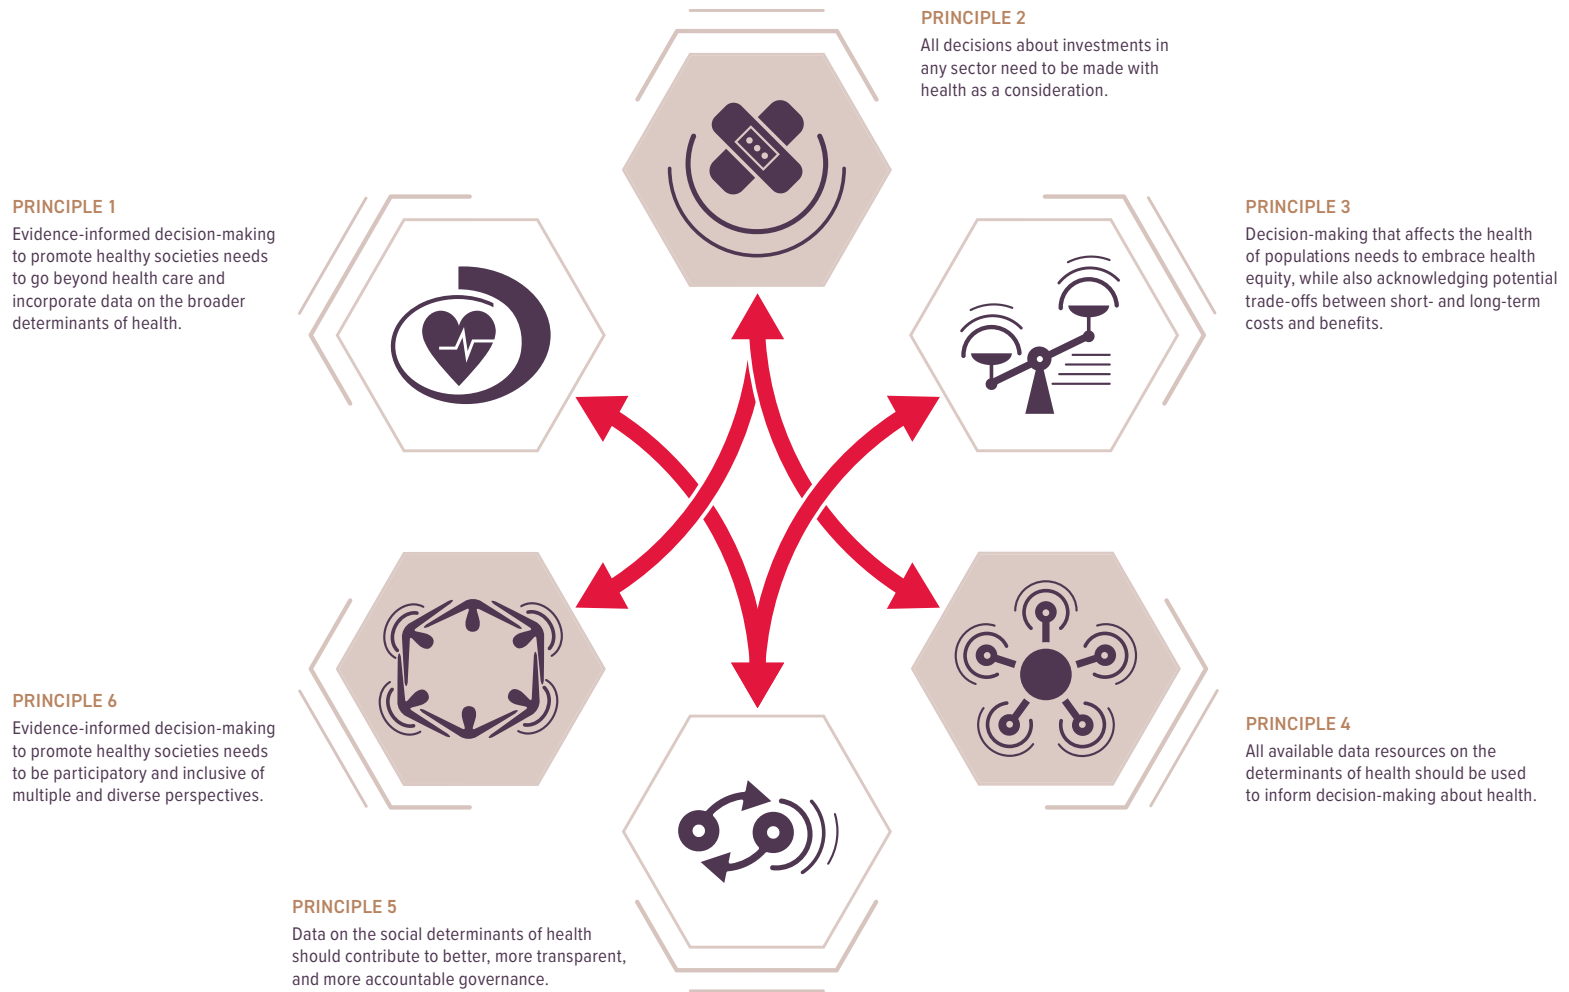 PRINCIPLE 1
Evidence-informed decision-making
to promote healthy societies needs
to go beyond health care and
incorporate data on the broader
determinants of health.
PRINCIPLE 2
All decisions about investments in
any sector need to be made with
health as a consideration.
PRINCIPLE 3
Decision-making that affects the health
of populations needs to embrace health
equity, while also acknowledging potential
trade-offs between short- and long-term
costs and benefits.
PRINCIPLE 4
All available data resources on the
determinants of health should be used
to inform decision-making about health.
PRINCIPLE 5
Data on the social determinants of health
should contribute to better, more transparent,
and more accountable governance.
PRINCIPLE 6
Evidence-informed decision-making
to promote healthy societies needs
to be participatory and inclusive of
multiple and diverse perspectives.